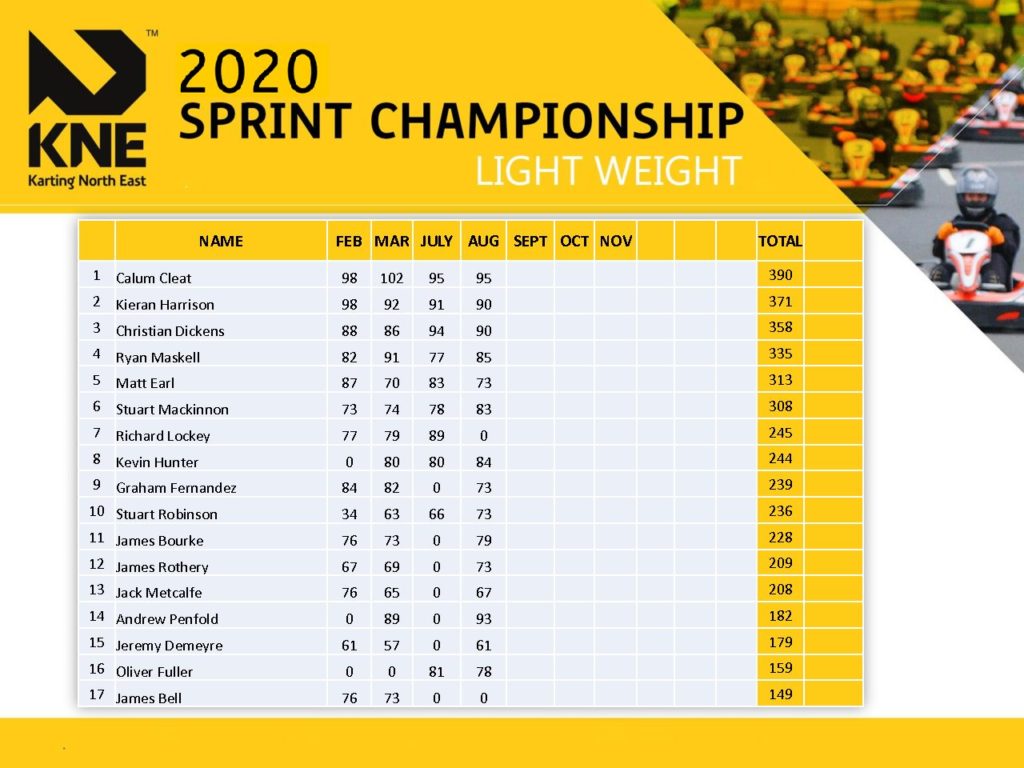 TM
KNE
Karting North East
2020
SPRINT CHAMPIONSHIP
LIGHT WEIGHT
NAME FEB MAR JULY AUG SEPT OCT NOV TOTAL
1 Calum Cleat 98 102 95 95 390
2 Kieran Harrison 98 92 91 90 371
3 Christian Dickens 88 86 94 90 358
4 Ryan Maskell 82 91 77 85 335
5 Matt Earl 87 70 83 73 313
6 Stuart Mackinnon 73 74 78 83 308
7 Richard Lockey 77 79 89 0 245
8 Kevin Hunter 0 80 80 84 244
9 Graham Fernandez 84 82 0 73 239
10 Stuart Robinson 34 63 66 73 236
11 James Bourke 76 73 0 79 228
12 James Rothery 67 69 0 73 209
13 Jack Metcalfe 76 65 0 67 208
14 Andrew Penfold 0 89 0 93 182
15 Jeremy Demeyre 61 57 0 61 179
16 Oliver Fuller 0 0 81 78 159
17 James Bell 76 73 0 0 149